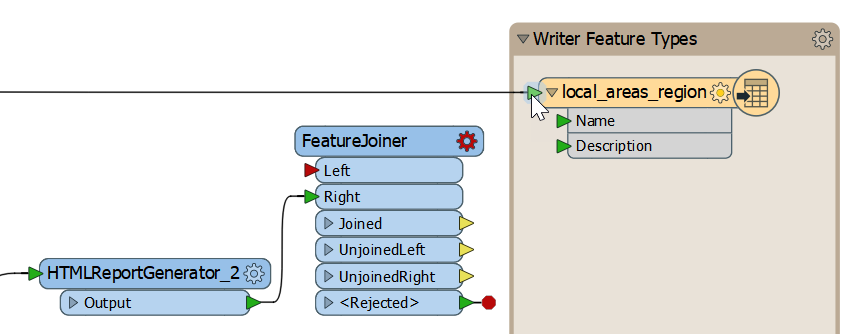 Writer Feature Types
local_areas_region
Name
Description
FeatureJoiner
Left
Right
Joined
UnjoinedLeft
UnjoinedRight
<Rejected>
HTMLReportGenerator_2
Output